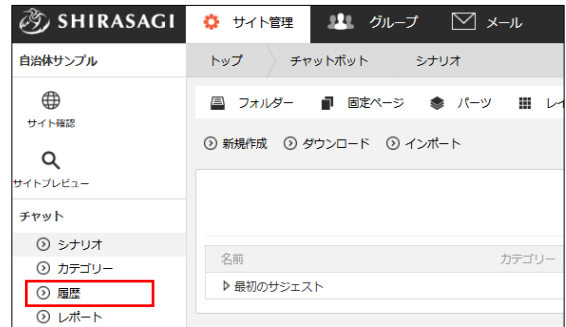 SHIRASAGI サイト管理 グループ メール
自治体サンプル
トップ チャットボット シナリオ
サイト確認
フォルダー 固定ページ パーツ レイ
新規作成 ダウンロード インポート
サイトプレビュー
チャット
シナリオ
カテゴリー
履歴
レポート
名前 カテゴリー
最初のサジェスト